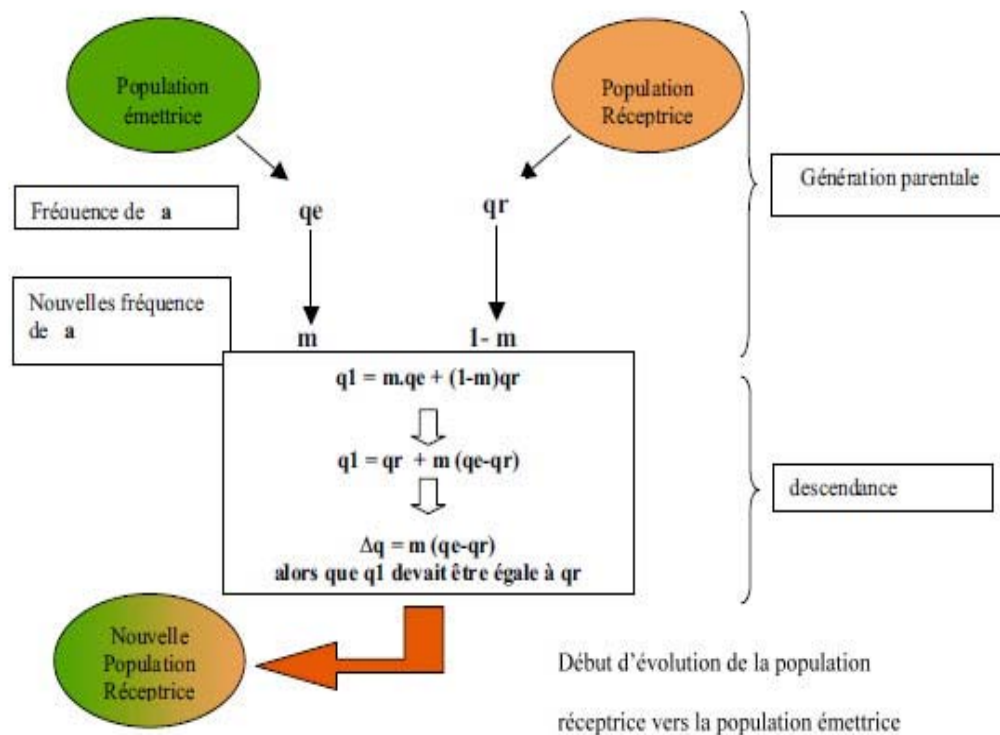 Population
émettrice
Population
Réceptrice
Génération parentale
Fréquence de a
qe
qr
Nouvelles fréquence
de a
m
1- m
q1 = m.qe + (1-m)qr
q1 = qr + m (qe-qr)
Δq = m (qe-qr)
alors que q1 devait être égale à qr
descendance
Nouvelle
Population
Réceptrice
Début d’évolution de la population
réceptrice vers la population émettrice